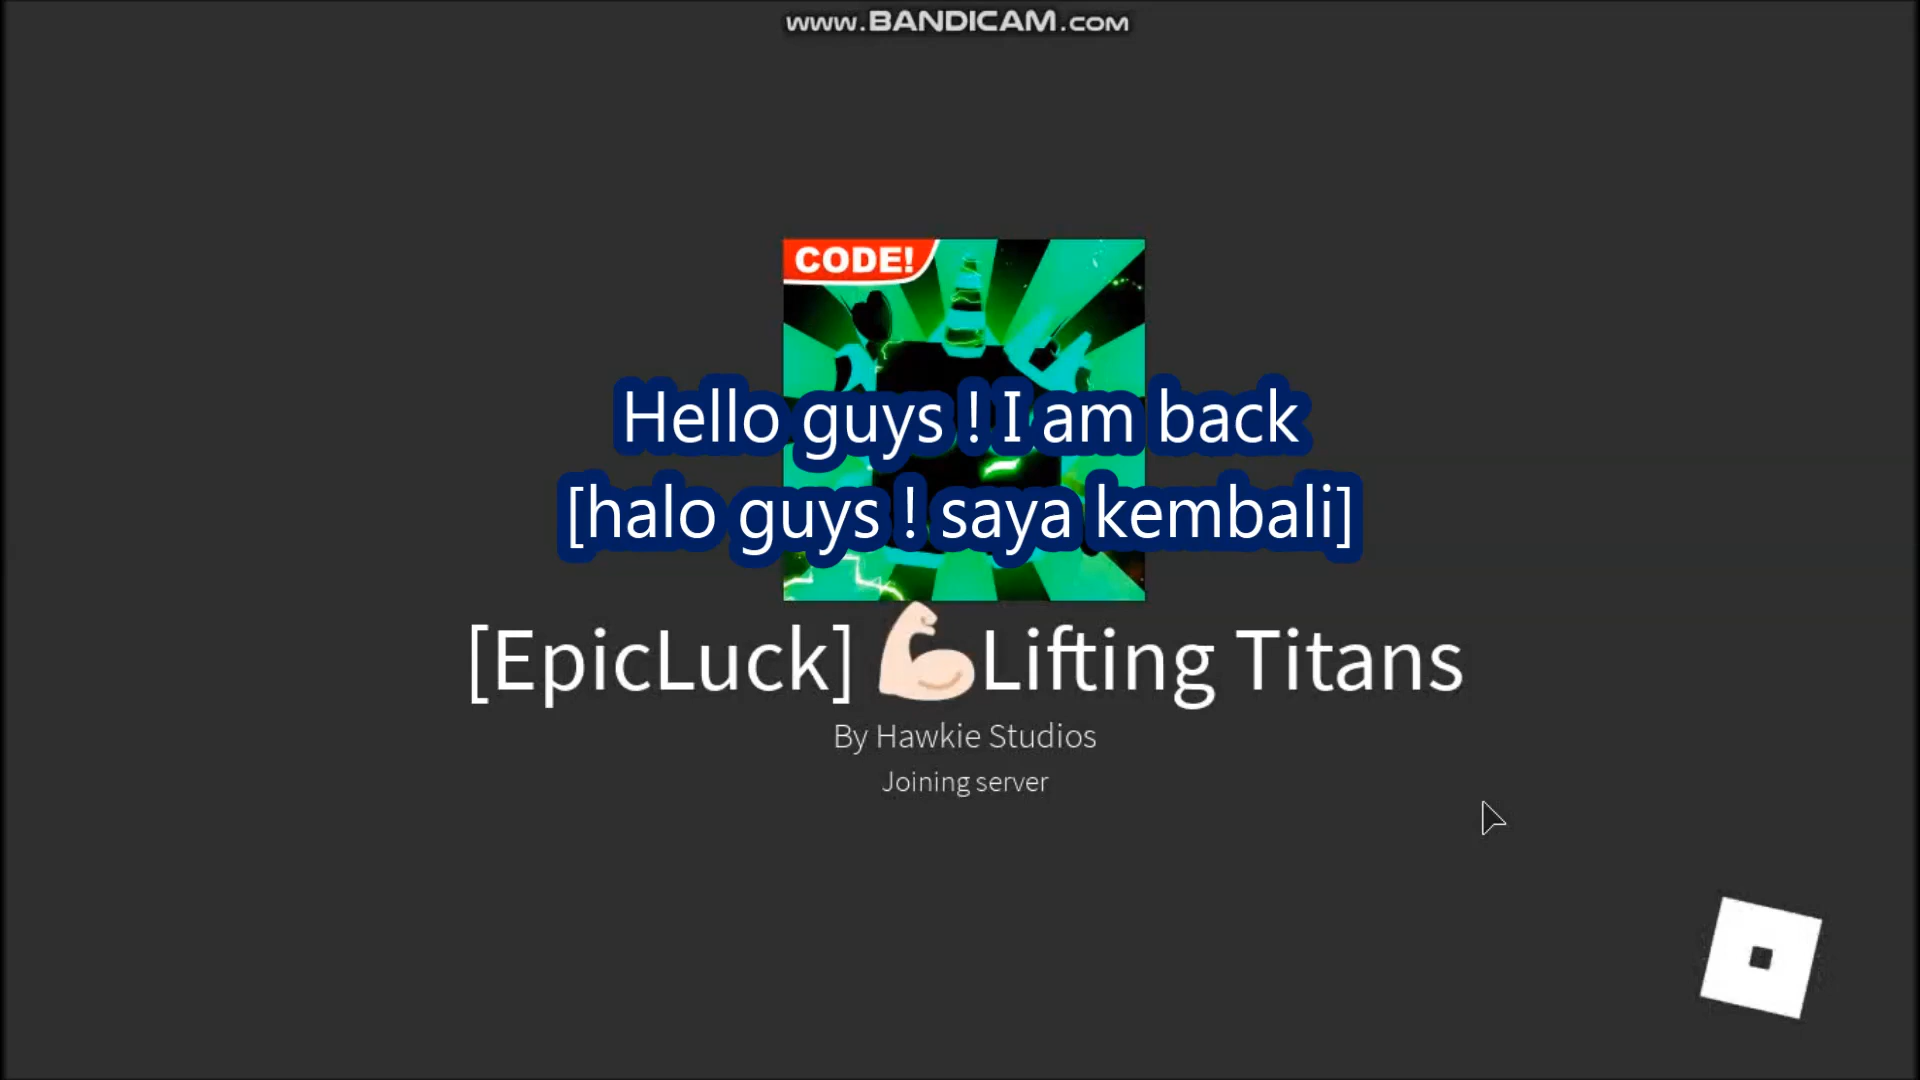 www.BANDICAM.COM
CODE!
Hello guys ! I am back
[halo guys ! saya kembali]
[EpicLuck] 💪🏻Lifting Titans
By Hawkie Studios
Joining server